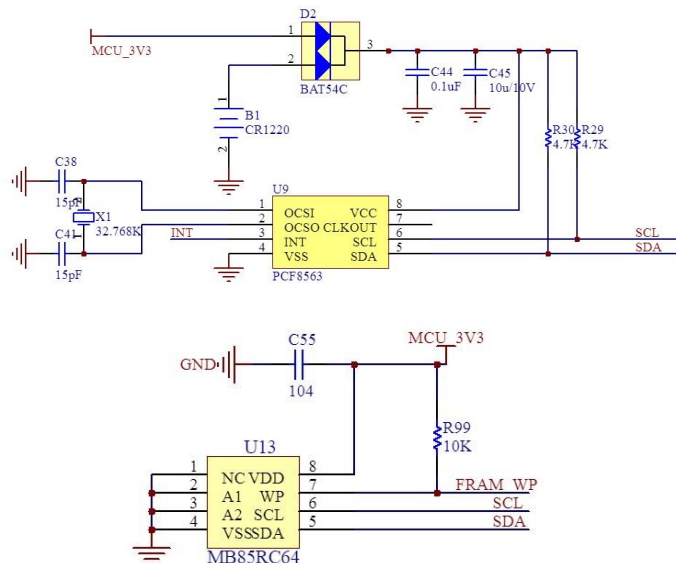 D2
MCU_3V3
1
3
2
BAT54C
C44
0.1uF
C45
10u/10V
1
B1
CR1220
2
R30
4.7K
R29
4.7K
C38
15pF
X1
32.768K
1
C41
15pF
U9
1 OCSI VCC 8
2 OCSO CLKOUT 7
INT 3 INT SCL 6 SCL
4 VSS SDA 5 SDA
PCF8563
MCU_3V3
C55
GND
104
R99
10K
U13
1 NC VDD 8
2 A1 WP 7 FRAM_WP
3 A2 SCL 6 SCL
4 VSS SDA 5 SDA
MB85RC64